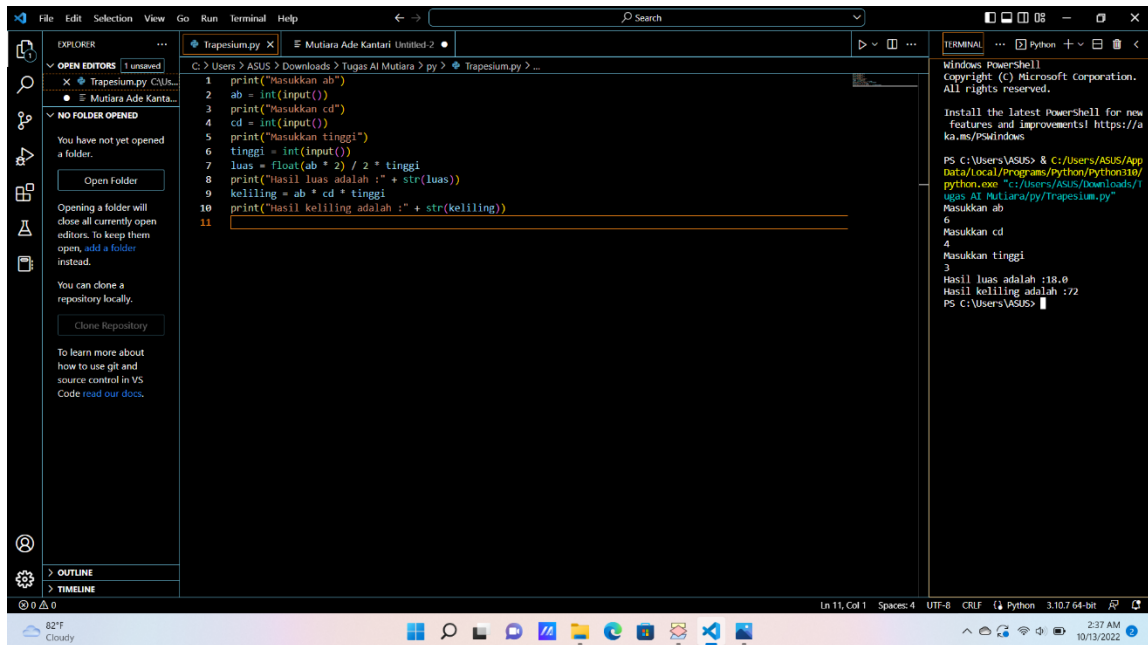 File Edit Selection View Go Run Terminal Help
Search
EXPLORER
OPEN EDITORS 1 unsaved
Trapesium.py C:\Us...
Mutiara Ade Kanta...
NO FOLDER OPENED
You have not yet opened
a folder.
Open Folder
Opening a folder will
close all currently open
editors. To keep them
open, add a folder
instead.
You can clone a
repository locally.
Clone Repository
To learn more about
how to use git and
source control in VS
Code read our docs.
OUTLINE
TIMELINE
Trapesium.py
Mutiara Ade Kantari Untitled-2
C: > Users > ASUS > Downloads > Tugas AI Mutiara > py > Trapesium.py > ...
1 print("Masukkan ab")
2 ab = int(input())
3 print("Masukkan cd")
4 cd = int(input())
5 print("Masukkan tinggi")
6 tinggi = int(input())
7 luas = float(ab * 2) / 2 * tinggi
8 print("Hasil luas adalah :" + str(luas))
9 keliling = ab * cd * tinggi
10 print("Hasil keliling adalah :" + str(keliling))
11
TERMINAL
Python
Windows PowerShell
Copyright (C) Microsoft Corporation.
All rights reserved.
Install the latest PowerShell for new
features and improvements! https://a
ka.ms/PSWindows
PS C:\Users\ASUS> & C:/Users/ASUS/App
Data/Local/Programs/Python/Python310/
python.exe "c:/Users/ASUS/Downloads/T
ugas AI Mutiara/py/Trapesium.py"
Masukkan ab
6
Masukkan cd
4
Masukkan tinggi
3
Hasil luas adalah :18.0
Hasil keliling adalah :72
PS C:\Users\ASUS>
0 0
Ln 11, Col 1 Spaces: 4 UTF-8 CRLF Python 3.10.7 64-bit
82°F
Cloudy
2:37 AM
10/13/2022
2